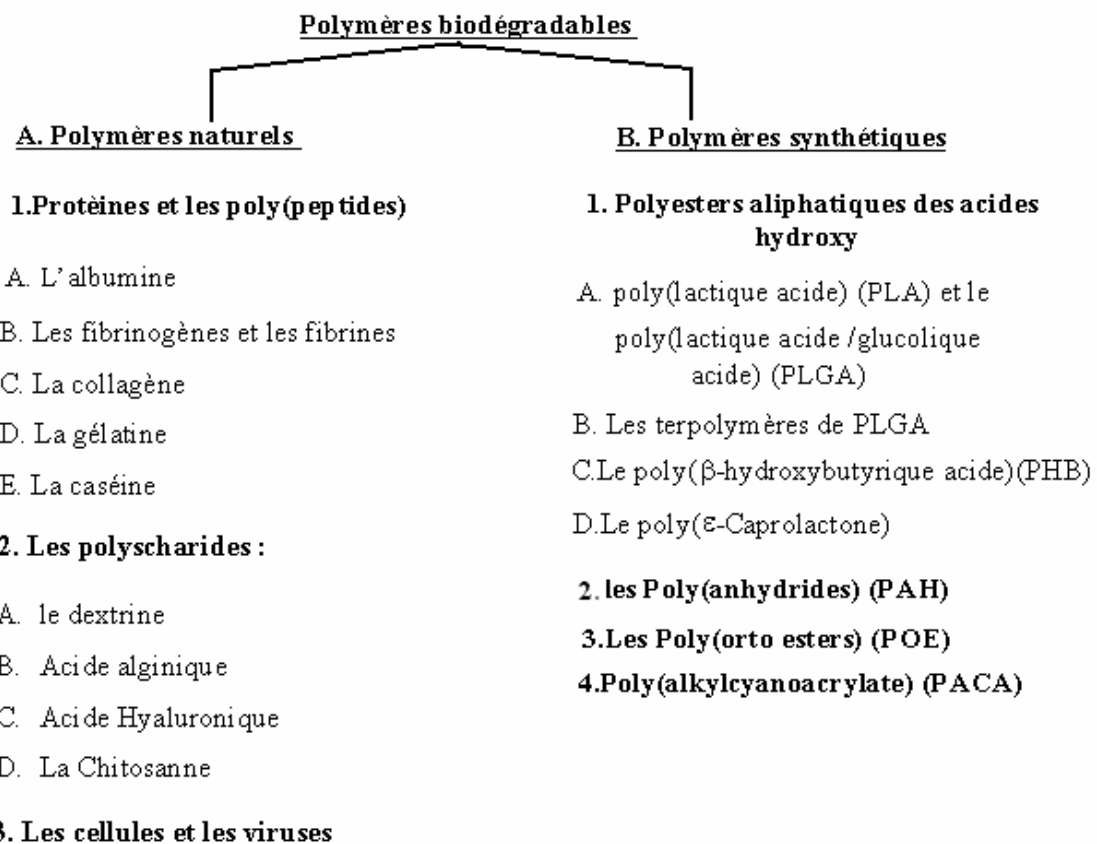 Polymères biodégradables
A. Polymères naturels
1.Protèines et les poly(peptides)
A. L'albumine
B. Les fibrinogènes et les fibrines
C. La collagène
D. La gélatine
E. La caséine
2. Les polyscharides :
A. le dextrine
B. Acide alginique
C. Acide Hyaluronique
D. La Chitosanne
3. Les cellules et les viruses
B. Polymères synthétiques
1. Polyesters aliphatiques des acides
hydroxy
A. poly(lactique acide) (PLA) et le
poly(lactique acide /glucolique
acide) (PLGA)
B. Les terpolymères de PLGA
C.Le poly(β-hydroxybutyrique acide)(PHB)
D.Le poly(ε-Caprolactone)
2. les Poly(anhydrides) (PAH)
3.Les Poly(orto esters) (POE)
4.Poly(alkylcyanoacrylate) (PACA)